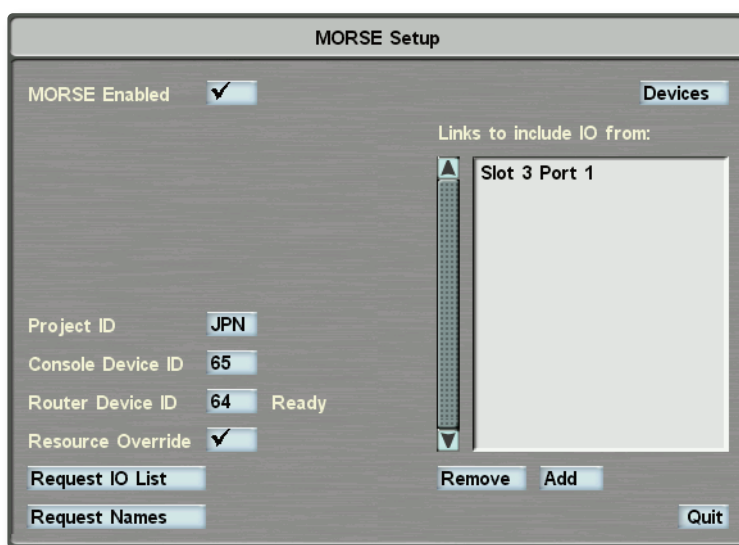 MORSE Setup
MORSE Enabled
Devices
Links to include IO from:
Slot 3 Port 1
Project ID JPN
Console Device ID 65
Router Device ID 64 Ready
Resource Override
Request IO List
Remove Add
Request Names
Quit